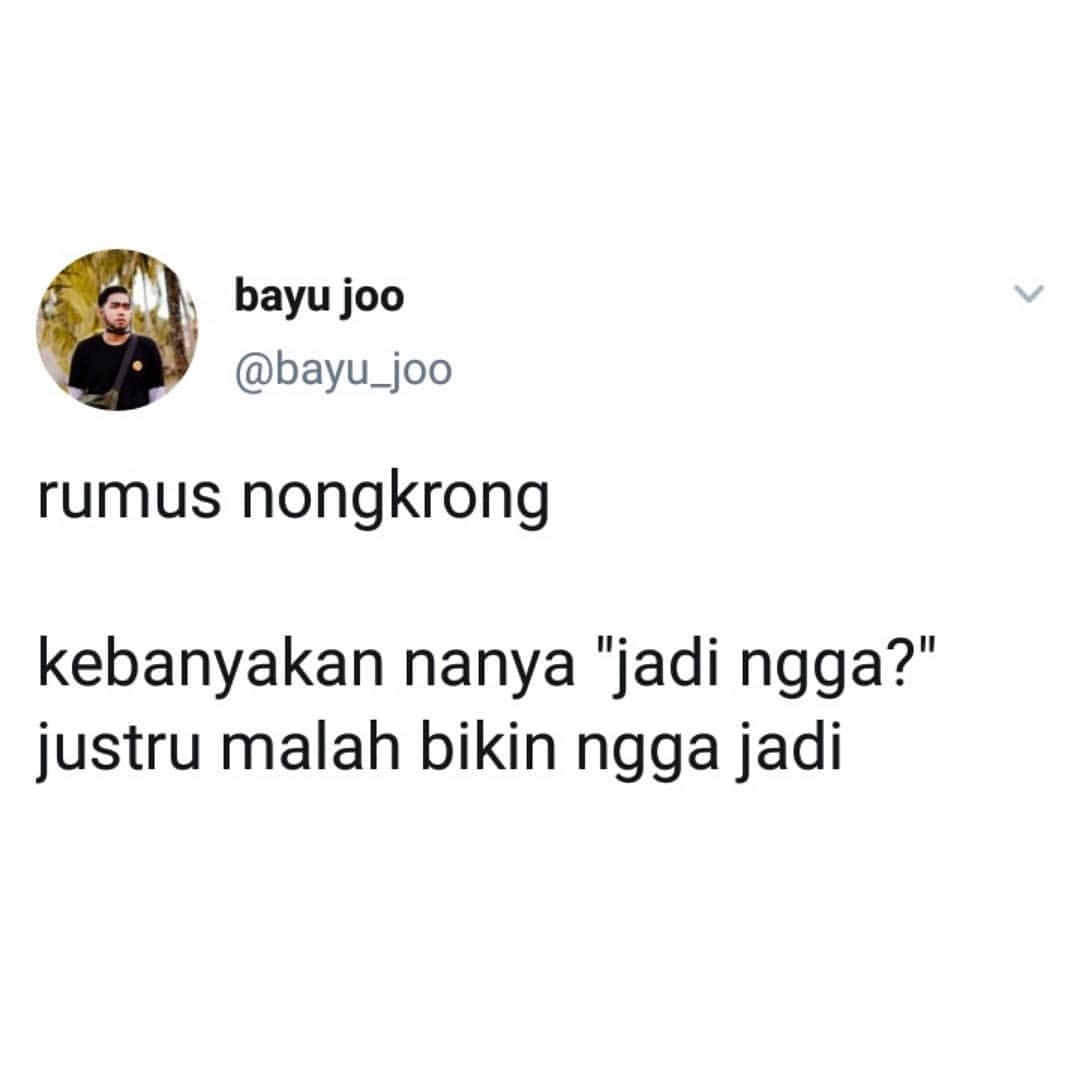 bayu joo
@bayu_joo
rumus nongkrong
kebanyakan nanya "jadi ngga?"
justru malah bikin ngga jadi